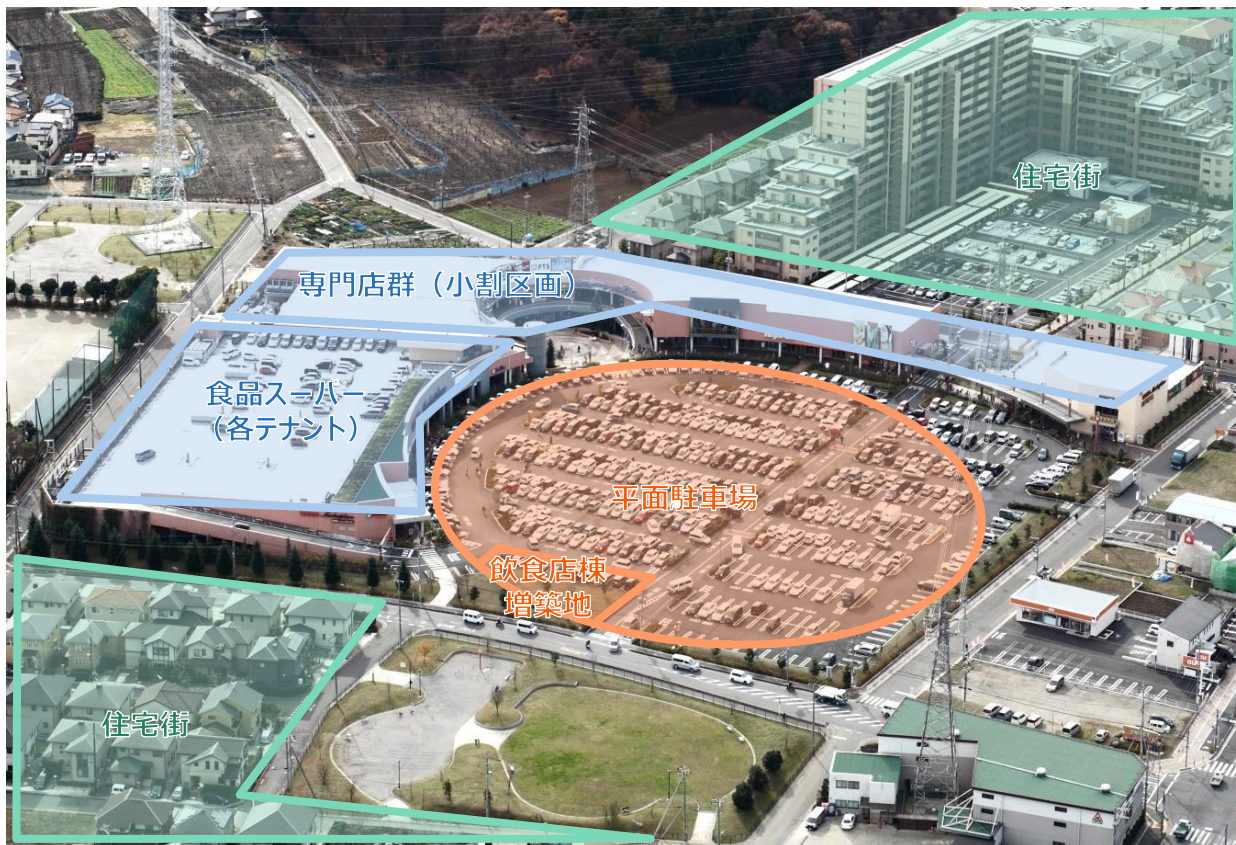 住宅街
専門店群（小割区画）
食品スーパー
（各テナント）
平面駐車場
飲食店棟
増築地
住宅街